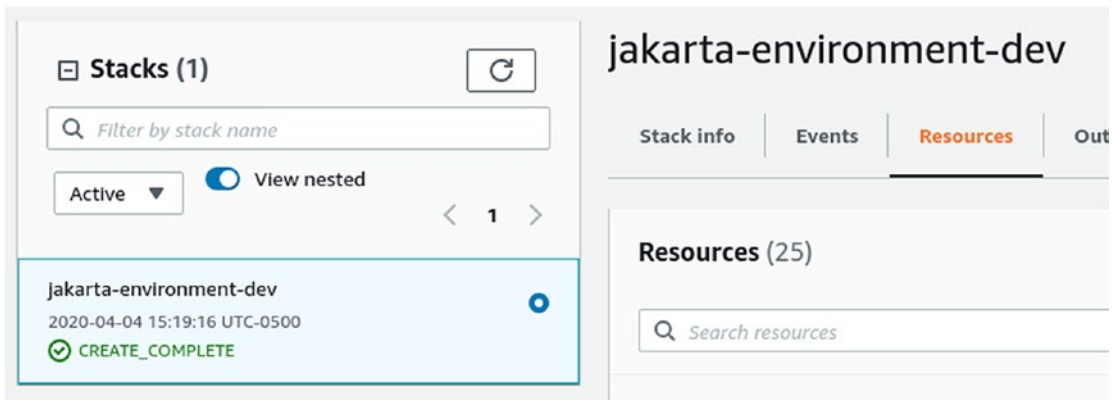 Stacks (1)
Filter by stack name
Active
View nested
1
jakarta-environment-dev
2020-04-04 15:19:16 UTC-0500
CREATE_COMPLETE
jakarta-environment-dev
Stack info
Events
Resources
Out
Resources (25)
Search resources